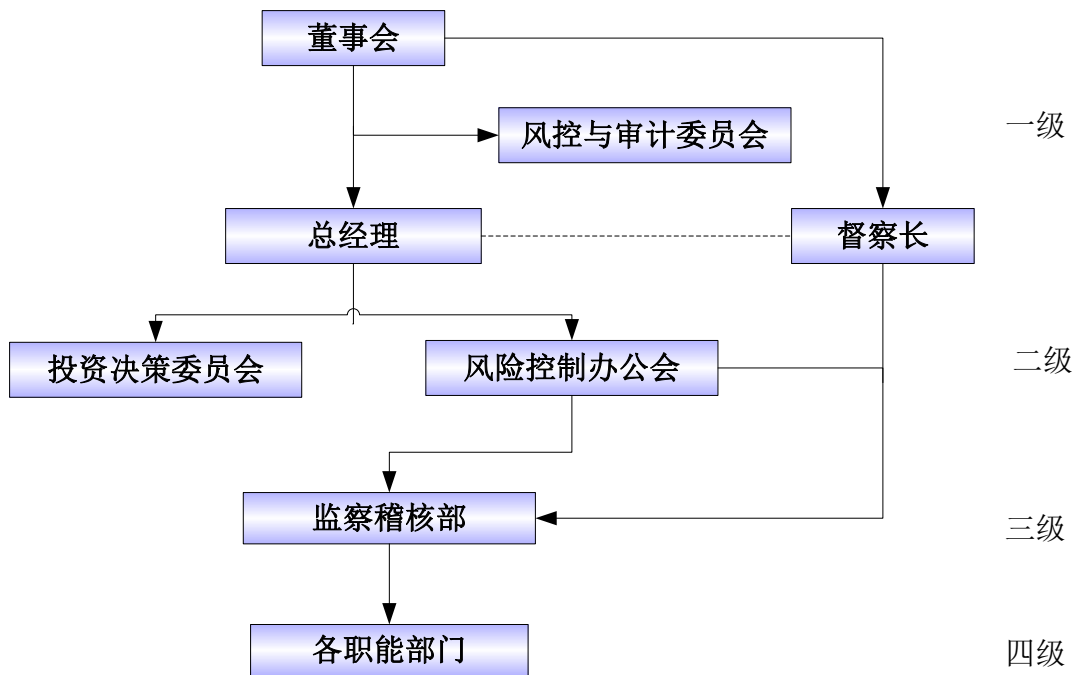 董事会
风控与审计委员会
一级
总经理
督察长
投资决策委员会
风险控制办公会
二级
监察稽核部
三级
各职能部门
四级